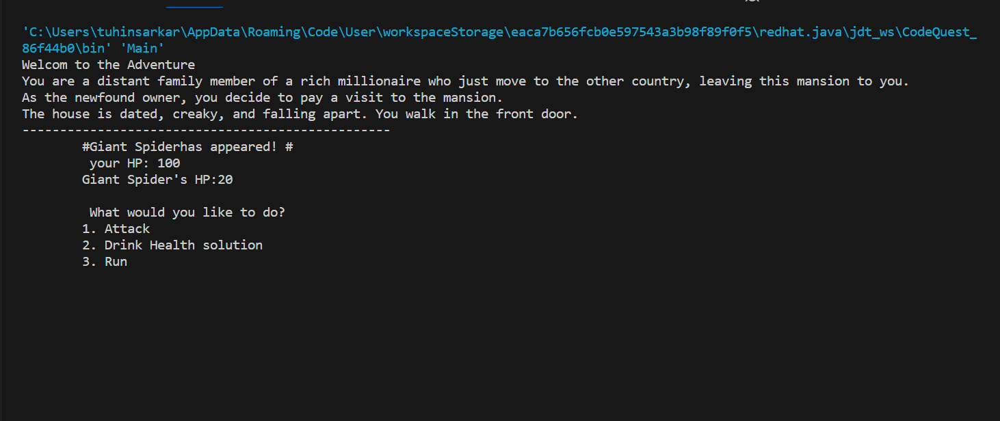 'C:\Users\tuhinsarkar\AppData\Roaming\Code\User\workspaceStorage\eaca7b656fcb0e597543a3b98f89f0f5\redhat.java\jdt_ws\CodeQuest_
86f44b0\bin' 'Main'
Welcom to the Adventure
You are a distant family member of a rich millionaire who just move to the other country, leaving this mansion to you.
As the newfound owner, you decide to pay a visit to the mansion.
The house is dated, creaky, and falling apart. You walk in the front door.
-------------------------------------------------
#Giant Spiderhas appeared! #
your HP: 100
Giant Spider's HP:20
What would you like to do?
1. Attack
2. Drink Health solution
3. Run